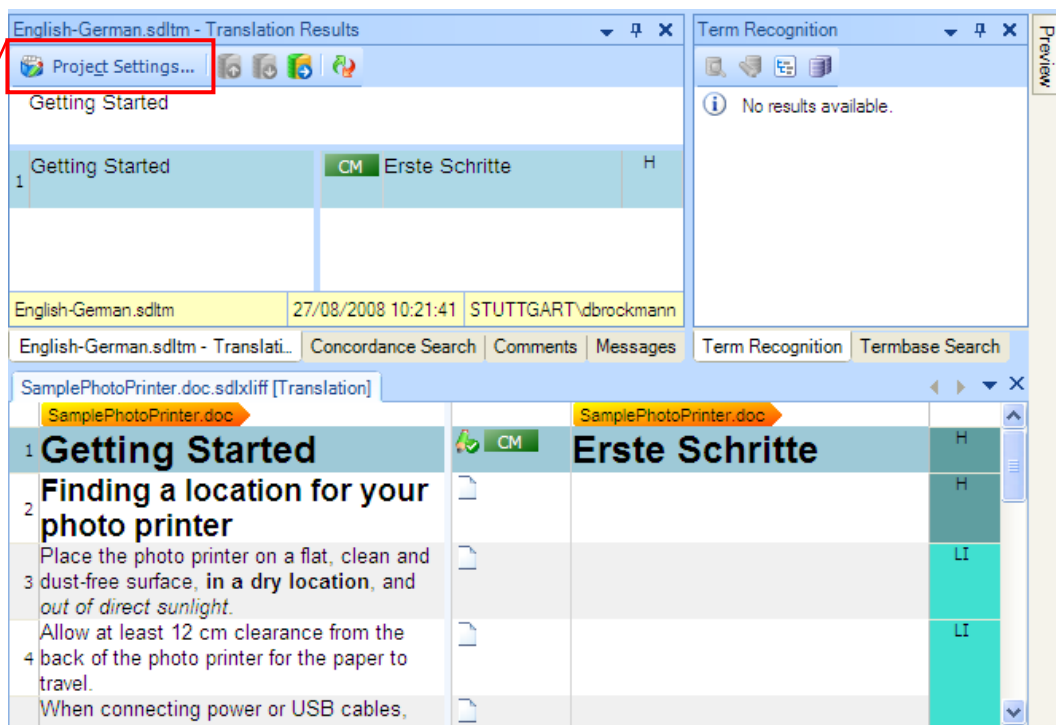 English-German.sdltm - Translation Results
Project Settings...
Getting Started
1 Getting Started CM Erste Schritte H
English-German.sdltm 27/08/2008 10:21:41 STUTTGART\dbrockmann
English-German.sdltm - Translati... Concordance Search Comments Messages
Term Recognition
No results available.
Term Recognition Termbase Search
Preview
SamplePhotoPrinter.doc.sdlxliff [Translation]
SamplePhotoPrinter.doc SamplePhotoPrinter.doc
1 Getting Started CM Erste Schritte H
2 Finding a location for your H
photo printer
Place the photo printer on a flat, clean and LI
3 dust-free surface, in a dry location, and
out of direct sunlight.
Allow at least 12 cm clearance from the LI
4 back of the photo printer for the paper to
travel.
When connecting power or USB cables,